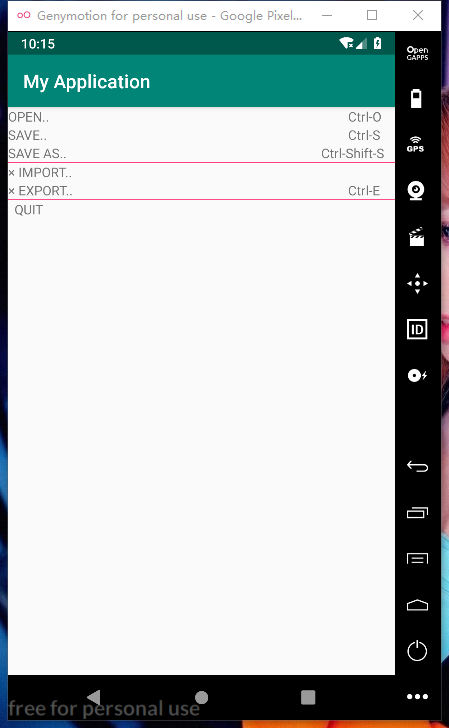 Genymotion for personal use - Google Pixel...
10:15
Open
GAPPS
My Application
OPEN.. Ctrl-O
SAVE.. Ctrl-S
SAVE AS.. Ctrl-Shift-S
× IMPORT..
× EXPORT.. Ctrl-E
QUIT
GPS
ID
free for personal use